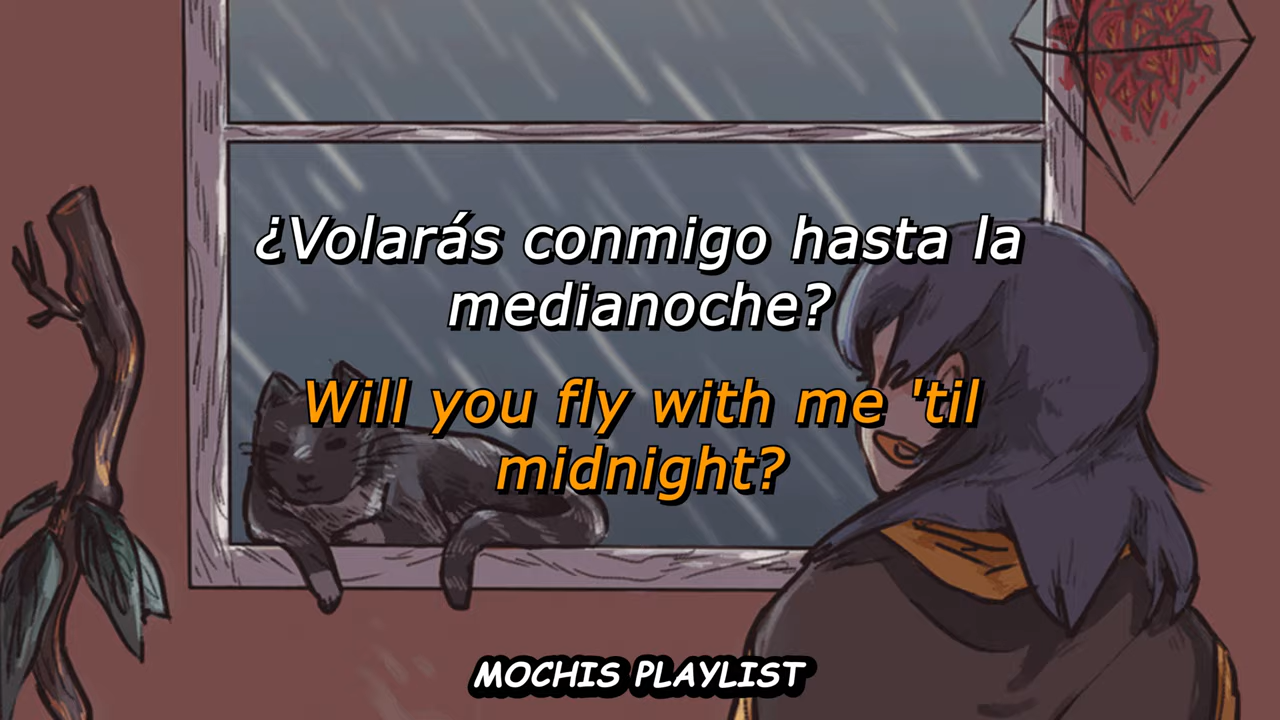 ¿Volarás conmigo hasta la
medianoche?
Will you fly with me 'til
midnight?
MOCHIS PLAYLIST